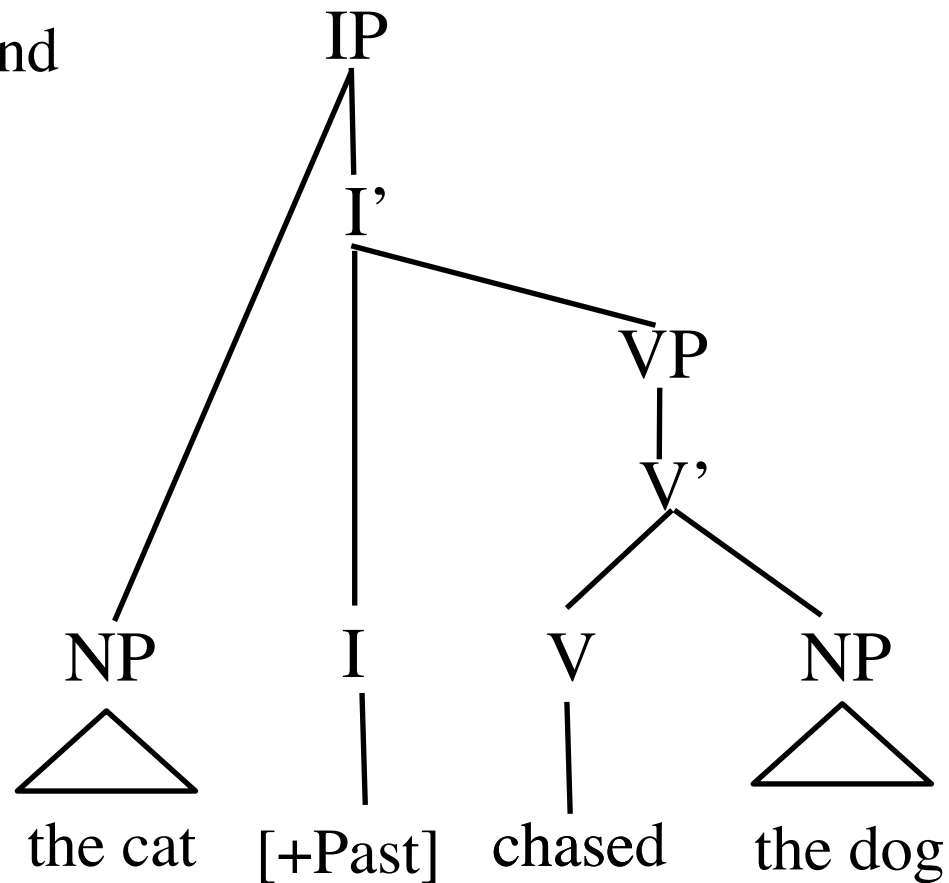 nd
IP
I’
VP
V’
NP I V NP
the cat [+Past] chased the dog